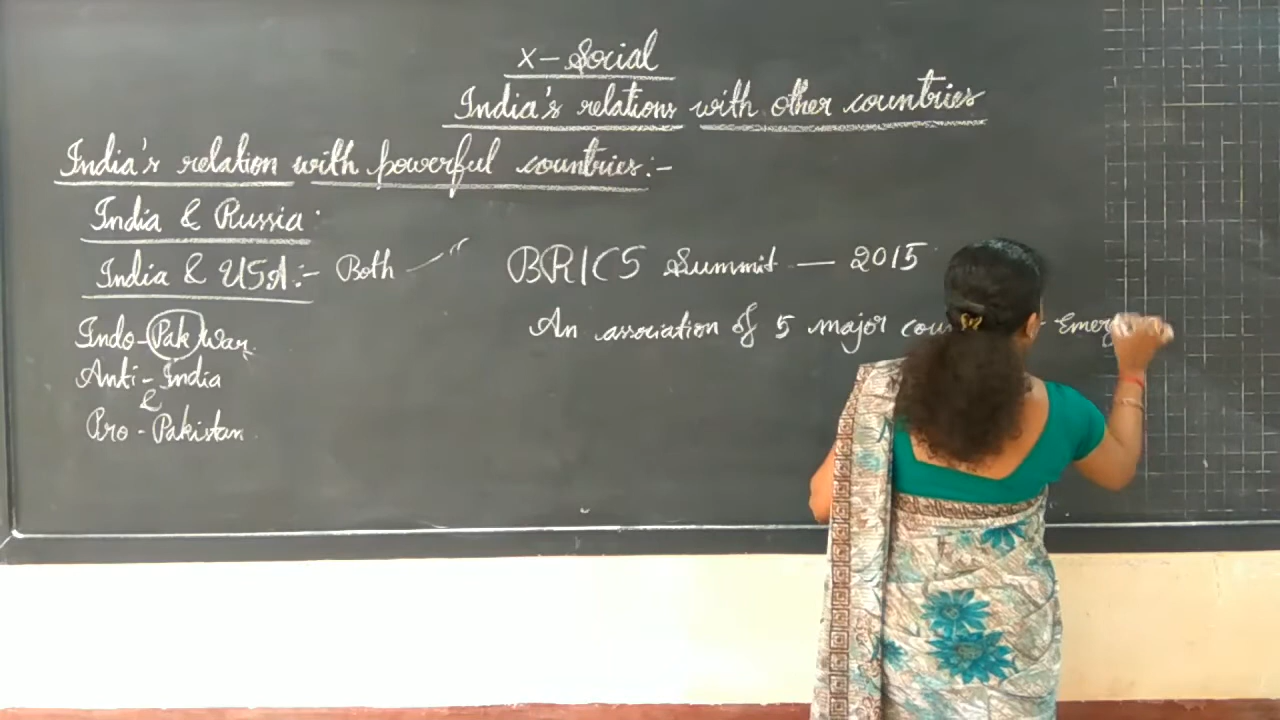 X - Social
India's relations with other countries
India's relation with powerful countries:-
India & Russia:
India & USA:- Both
BRICS Summit — 2015
Indo-Pak War
An association of 5 major
Anti-India
&
Pro-Pakistan